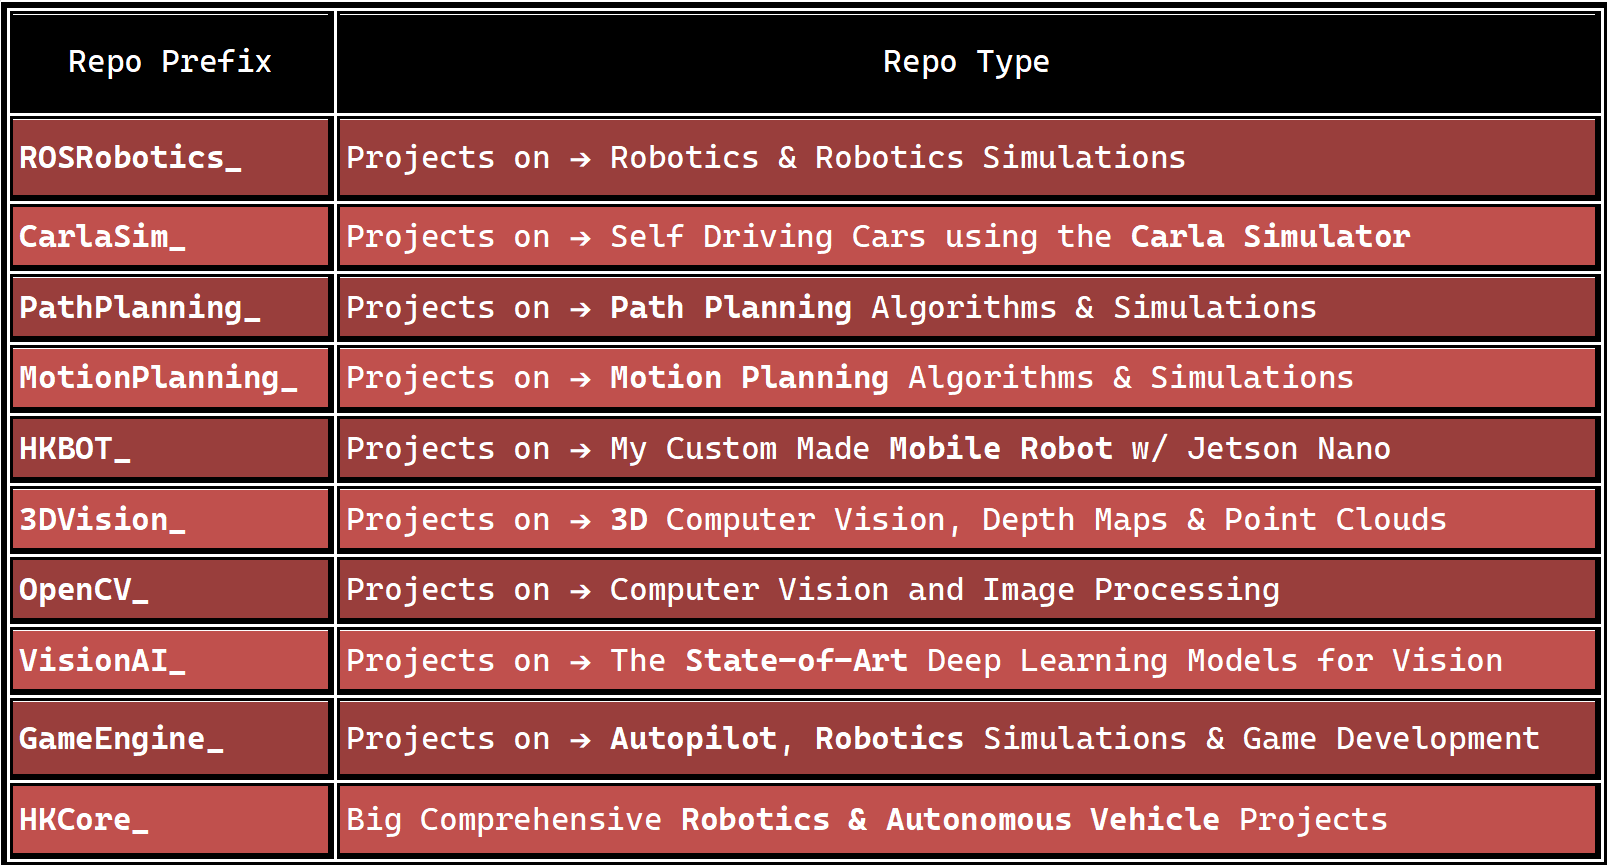 Repo Prefix Repo Type
ROSRobotics_ Projects on → Robotics & Robotics Simulations
CarlaSim_ Projects on → Self Driving Cars using the Carla Simulator
PathPlanning_ Projects on → Path Planning Algorithms & Simulations
MotionPlanning_ Projects on → Motion Planning Algorithms & Simulations
HKBOT_ Projects on → My Custom Made Mobile Robot w/ Jetson Nano
3DVision_ Projects on → 3D Computer Vision, Depth Maps & Point Clouds
OpenCV_ Projects on → Computer Vision and Image Processing
VisionAI_ Projects on → The State-of-Art Deep Learning Models for Vision
GameEngine_ Projects on → Autopilot, Robotics Simulations & Game Development
HKCore_ Big Comprehensive Robotics & Autonomous Vehicle Projects